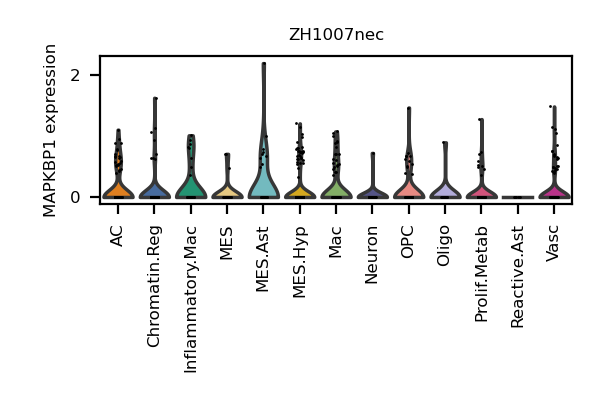 ZH1007nec
MAPKBP1 expression
2
0
AC
Chromatin.Reg
Inflammatory.Mac
MES
MES.Ast
MES.Hyp
Mac
Neuron
OPC
Oligo
Prolif.Metab
Reactive.Ast
Vasc